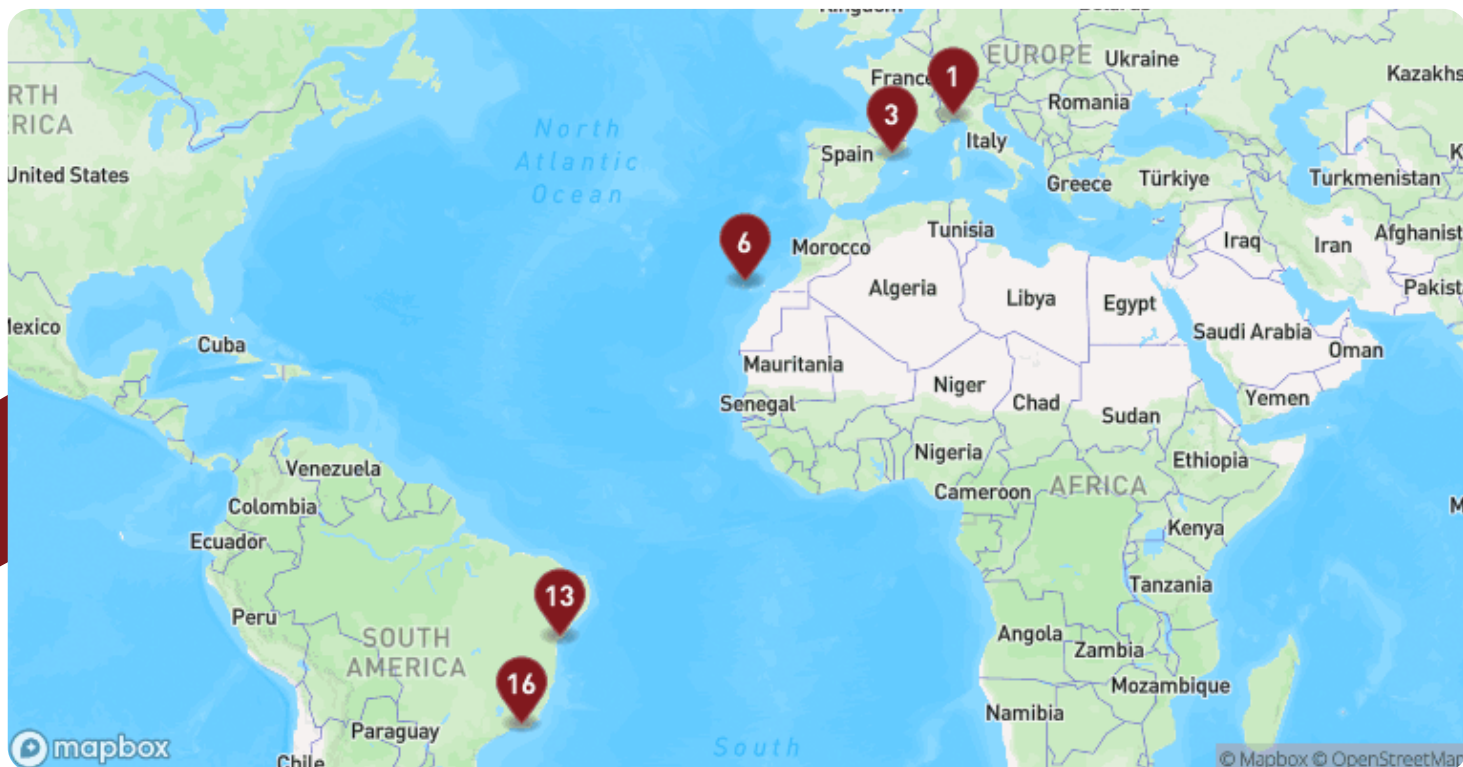 EUROPE
Ukraine
1
France
Kazakhs
RTH
ERICA
Romania
3
North
Atlantic
Ocean
Italy
Spain
United States
Greece
Türkiye
Turkmenistan
Tunisia
6
Morocco
Iraq
Iran
Afghanist
Algeria
Libya
Egypt
Pakist
Mexico
Saudi Arabia
Cuba
Oman
Mauritania
Niger
Chad
Yemen
Senegal
Sudan
Nigeria
Ethiopia
Venezuela
Cameroon
AFRICA
Colombia
Kenya
Ecuador
Tanzania
13
Peru
Angola
SOUTH
AMERICA
Zambia
16
Mozambique
Namibia
Paraguay
South
mapbox
Chile
© Mapbox © OpenStreetMap